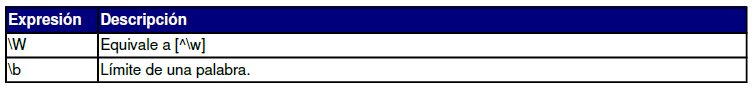 Expresión Descripción
\W Equivale a [^\w]
\b Límite de una palabra.